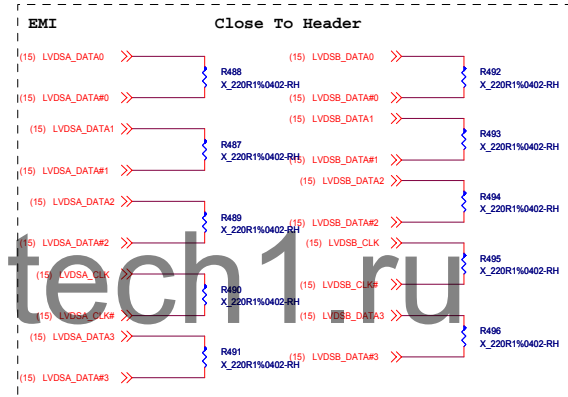 EMI Close To Header
(15) LVDSA_DATA0
R488
X_220R1%0402-RH
(15) LVDSA_DATA#0
(15) LVDSA_DATA1
R487
X_220R1%0402-RH
(15) LVDSA_DATA#1
(15) LVDSA_DATA2
R489
X_220R1%0402-RH
(15) LVDSA_DATA#2
(15) LVDSA_CLK
R490
X_220R1%0402-RH
(15) LVDSA_CLK#
(15) LVDSA_DATA3
R491
X_220R1%0402-RH
(15) LVDSA_DATA#3
(15) LVDSB_DATA0
R492
X_220R1%0402-RH
(15) LVDSB_DATA#0
(15) LVDSB_DATA1
R493
X_220R1%0402-RH
(15) LVDSB_DATA#1
(15) LVDSB_DATA2
R494
X_220R1%0402-RH
(15) LVDSB_DATA#2
(15) LVDSB_CLK
R495
X_220R1%0402-RH
(15) LVDSB_CLK#
(15) LVDSB_DATA3
R496
X_220R1%0402-RH
(15) LVDSB_DATA#3
tech1.ru